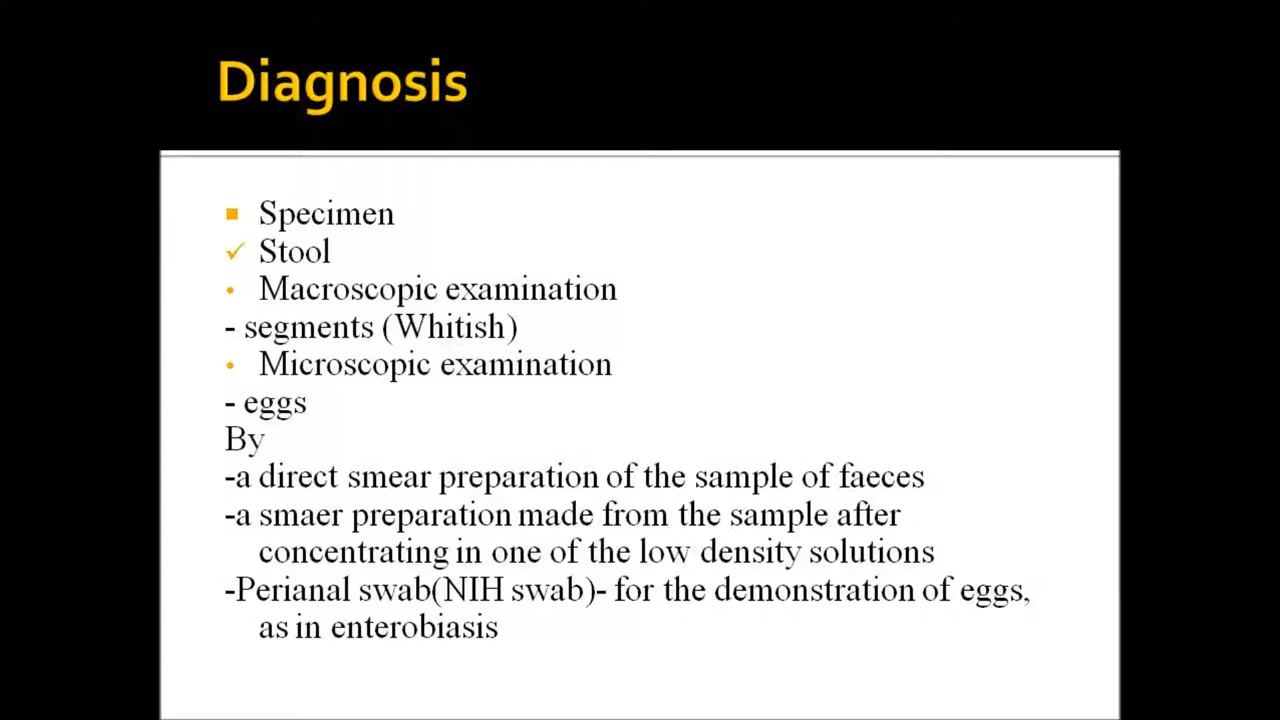 Diagnosis
Specimen
Stool
Macroscopic examination
- segments (Whitish)
Microscopic examination
- eggs
By
-a direct smear preparation of the sample of faeces
-a smaer preparation made from the sample after
concentrating in one of the low density solutions
-Perianal swab(NIH swab)- for the demonstration of eggs,
as in enterobiasis